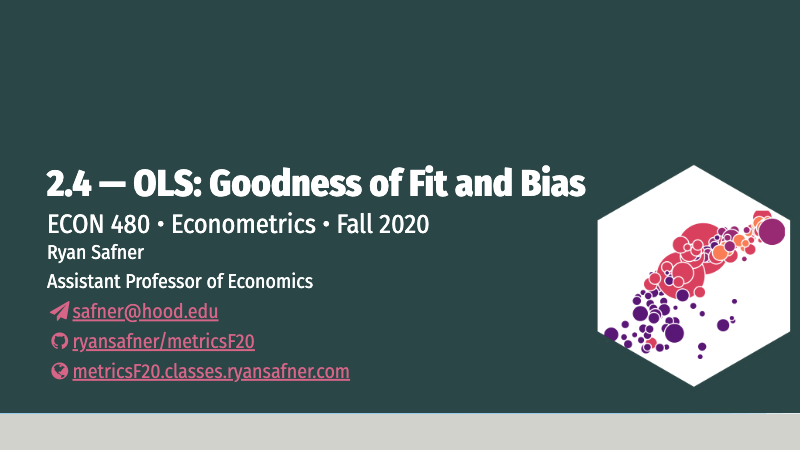 2.4 — OLS: Goodness of Fit and Bias
ECON 480 • Econometrics • Fall 2020
Ryan Safner
Assistant Professor of Economics
safner@hood.edu
ryansafner/metricsF20
metricsF20.classes.ryansafner.com